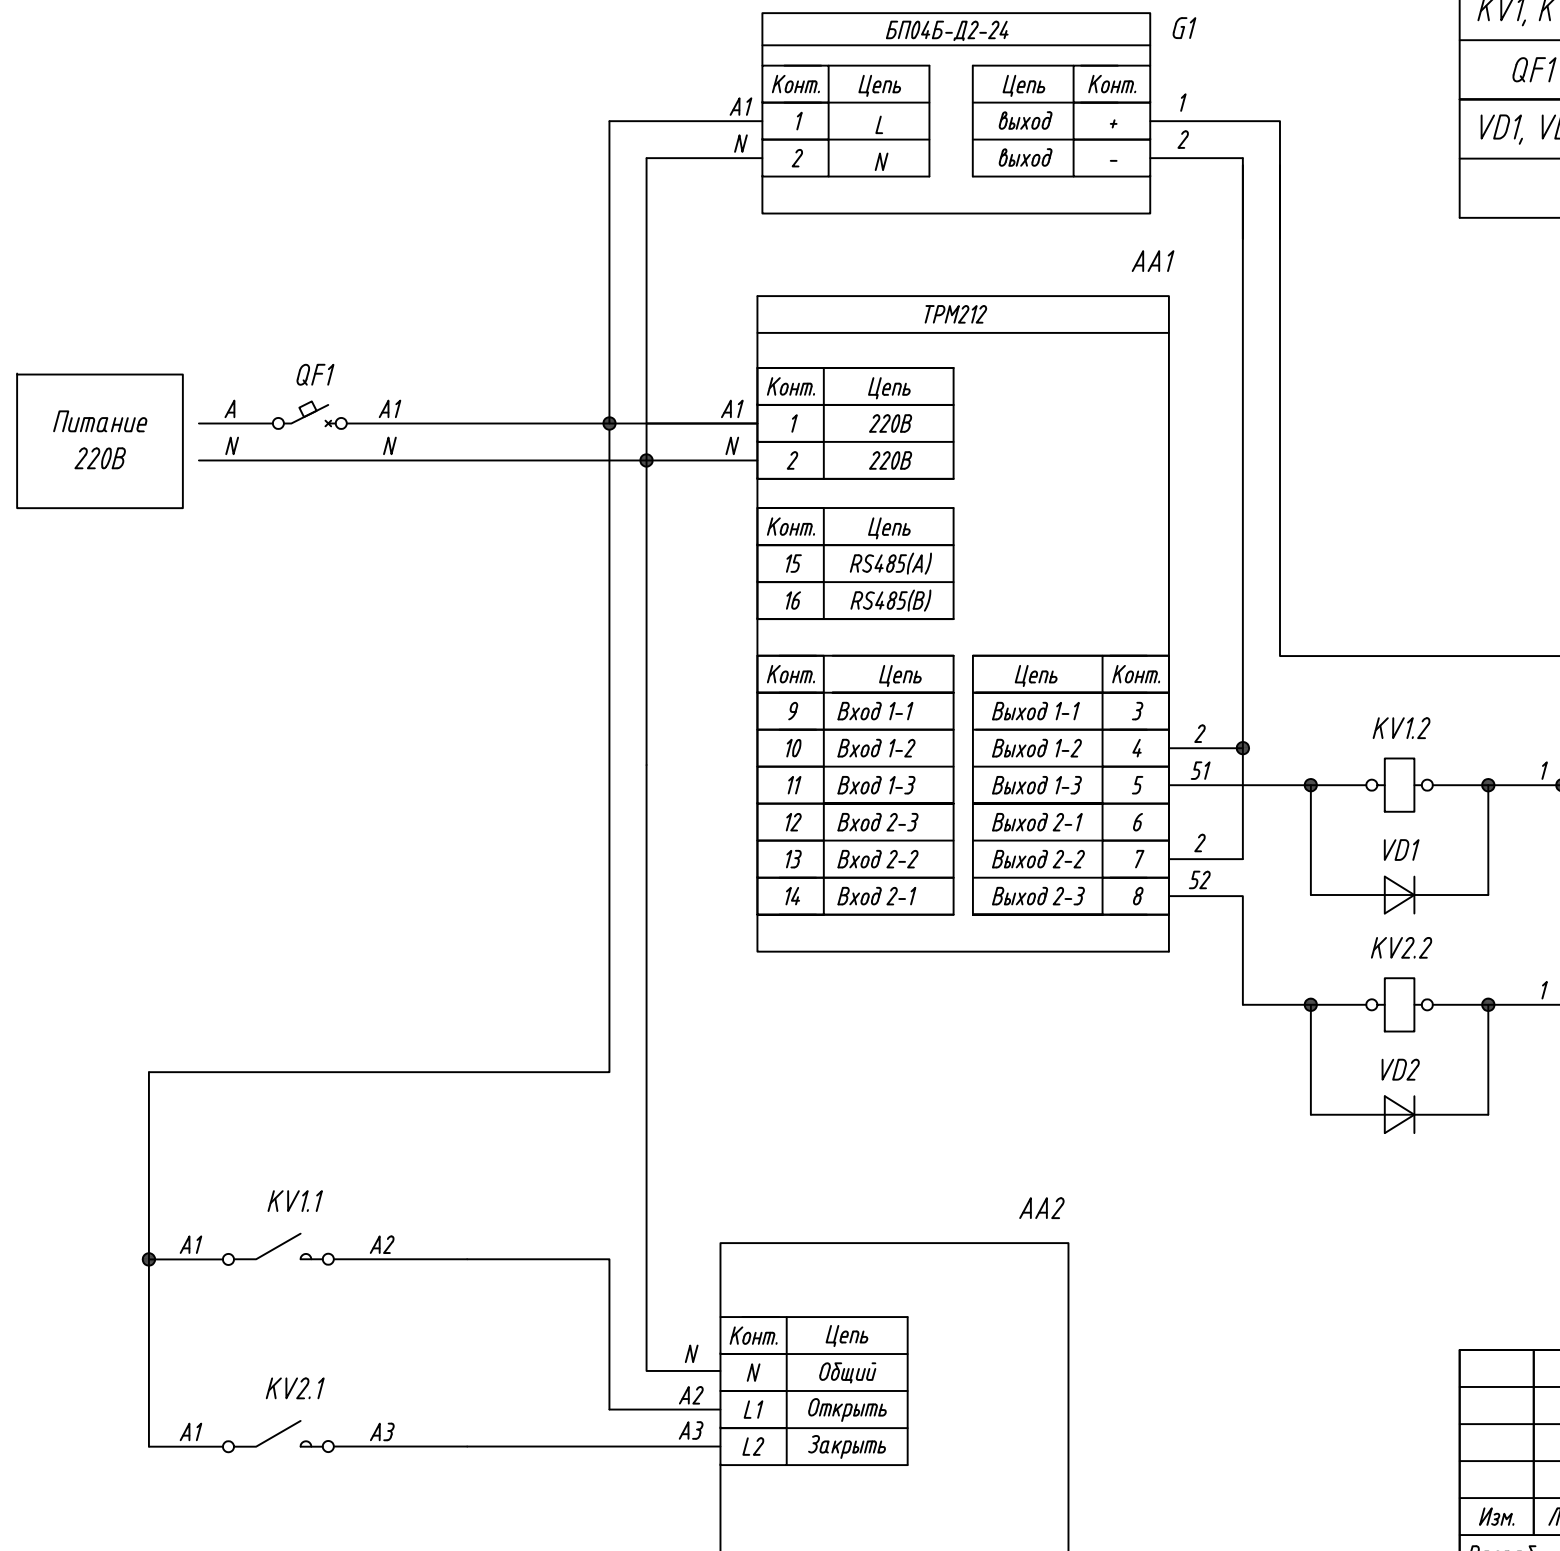 БП04Б-Д2-24
G1
Конт. Цепь Цепь Конт.
A1 1 L выход + 1
N 2 N выход - 2
KV1, K
QF1
VD1, VD
AA1
ТРМ212
Питание
220В
QF1
A A1 A1
N N N
Конт. Цепь
1 220В
2 220В
Конт. Цепь
15 RS485(A)
16 RS485(B)
Конт. Цепь Цепь Конт.
9 Вход 1-1 Выход 1-1 3
10 Вход 1-2 Выход 1-2 4 2
11 Вход 1-3 Выход 1-3 5 51
12 Вход 2-3 Выход 2-1 6
13 Вход 2-2 Выход 2-2 7 2
14 Вход 2-1 Выход 2-3 8 52
KV1.2
1
VD1
KV2.2
1
VD2
KV1.1
A1 A2
KV2.1
A1 A3
AA2
Конт. Цепь
N N Общий
A2 L1 Открыть
A3 L2 Закрыть
Изм.